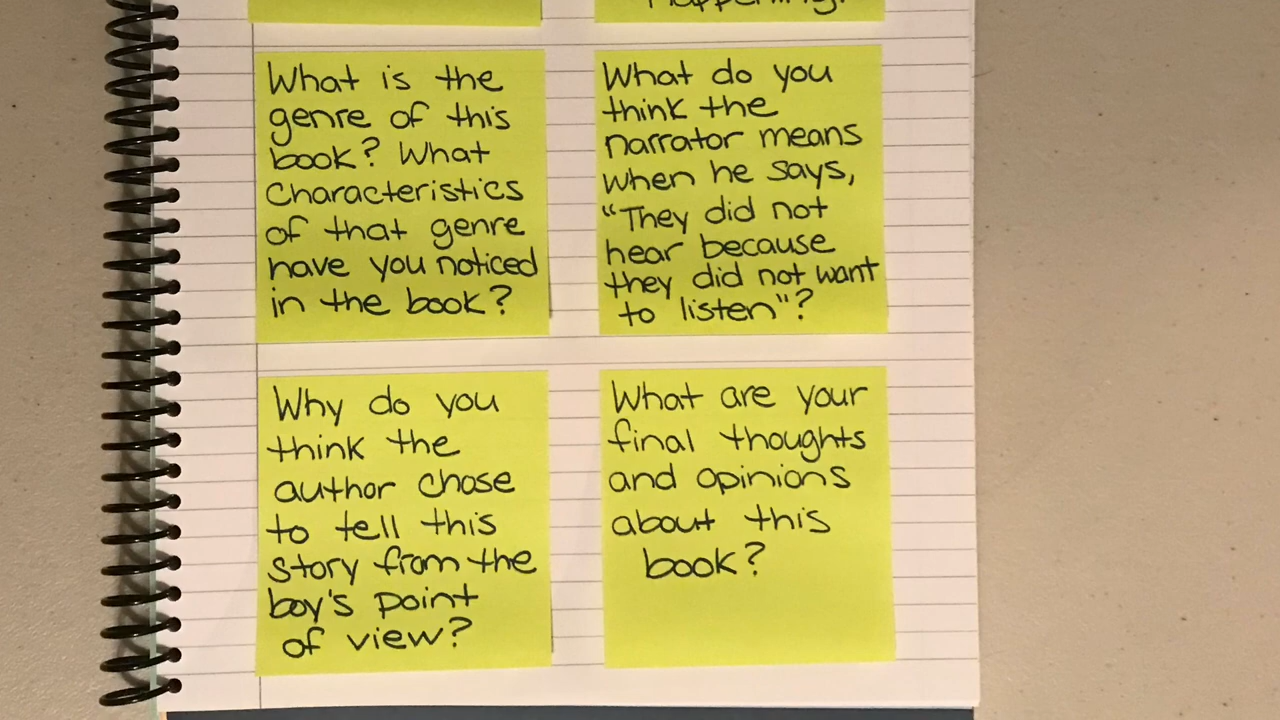 Happening?
What is the
genre of this
book? What
Characteristics
of that genre
have you noticed
in the book?
What do you
think the
narrator means
when he says,
"They did not
hear because
they did not want
to listen"?
Why do you
think the
author chose
to tell this
story from the
boy's point
of view?
What are your
final thoughts
and opinions
about this
book?